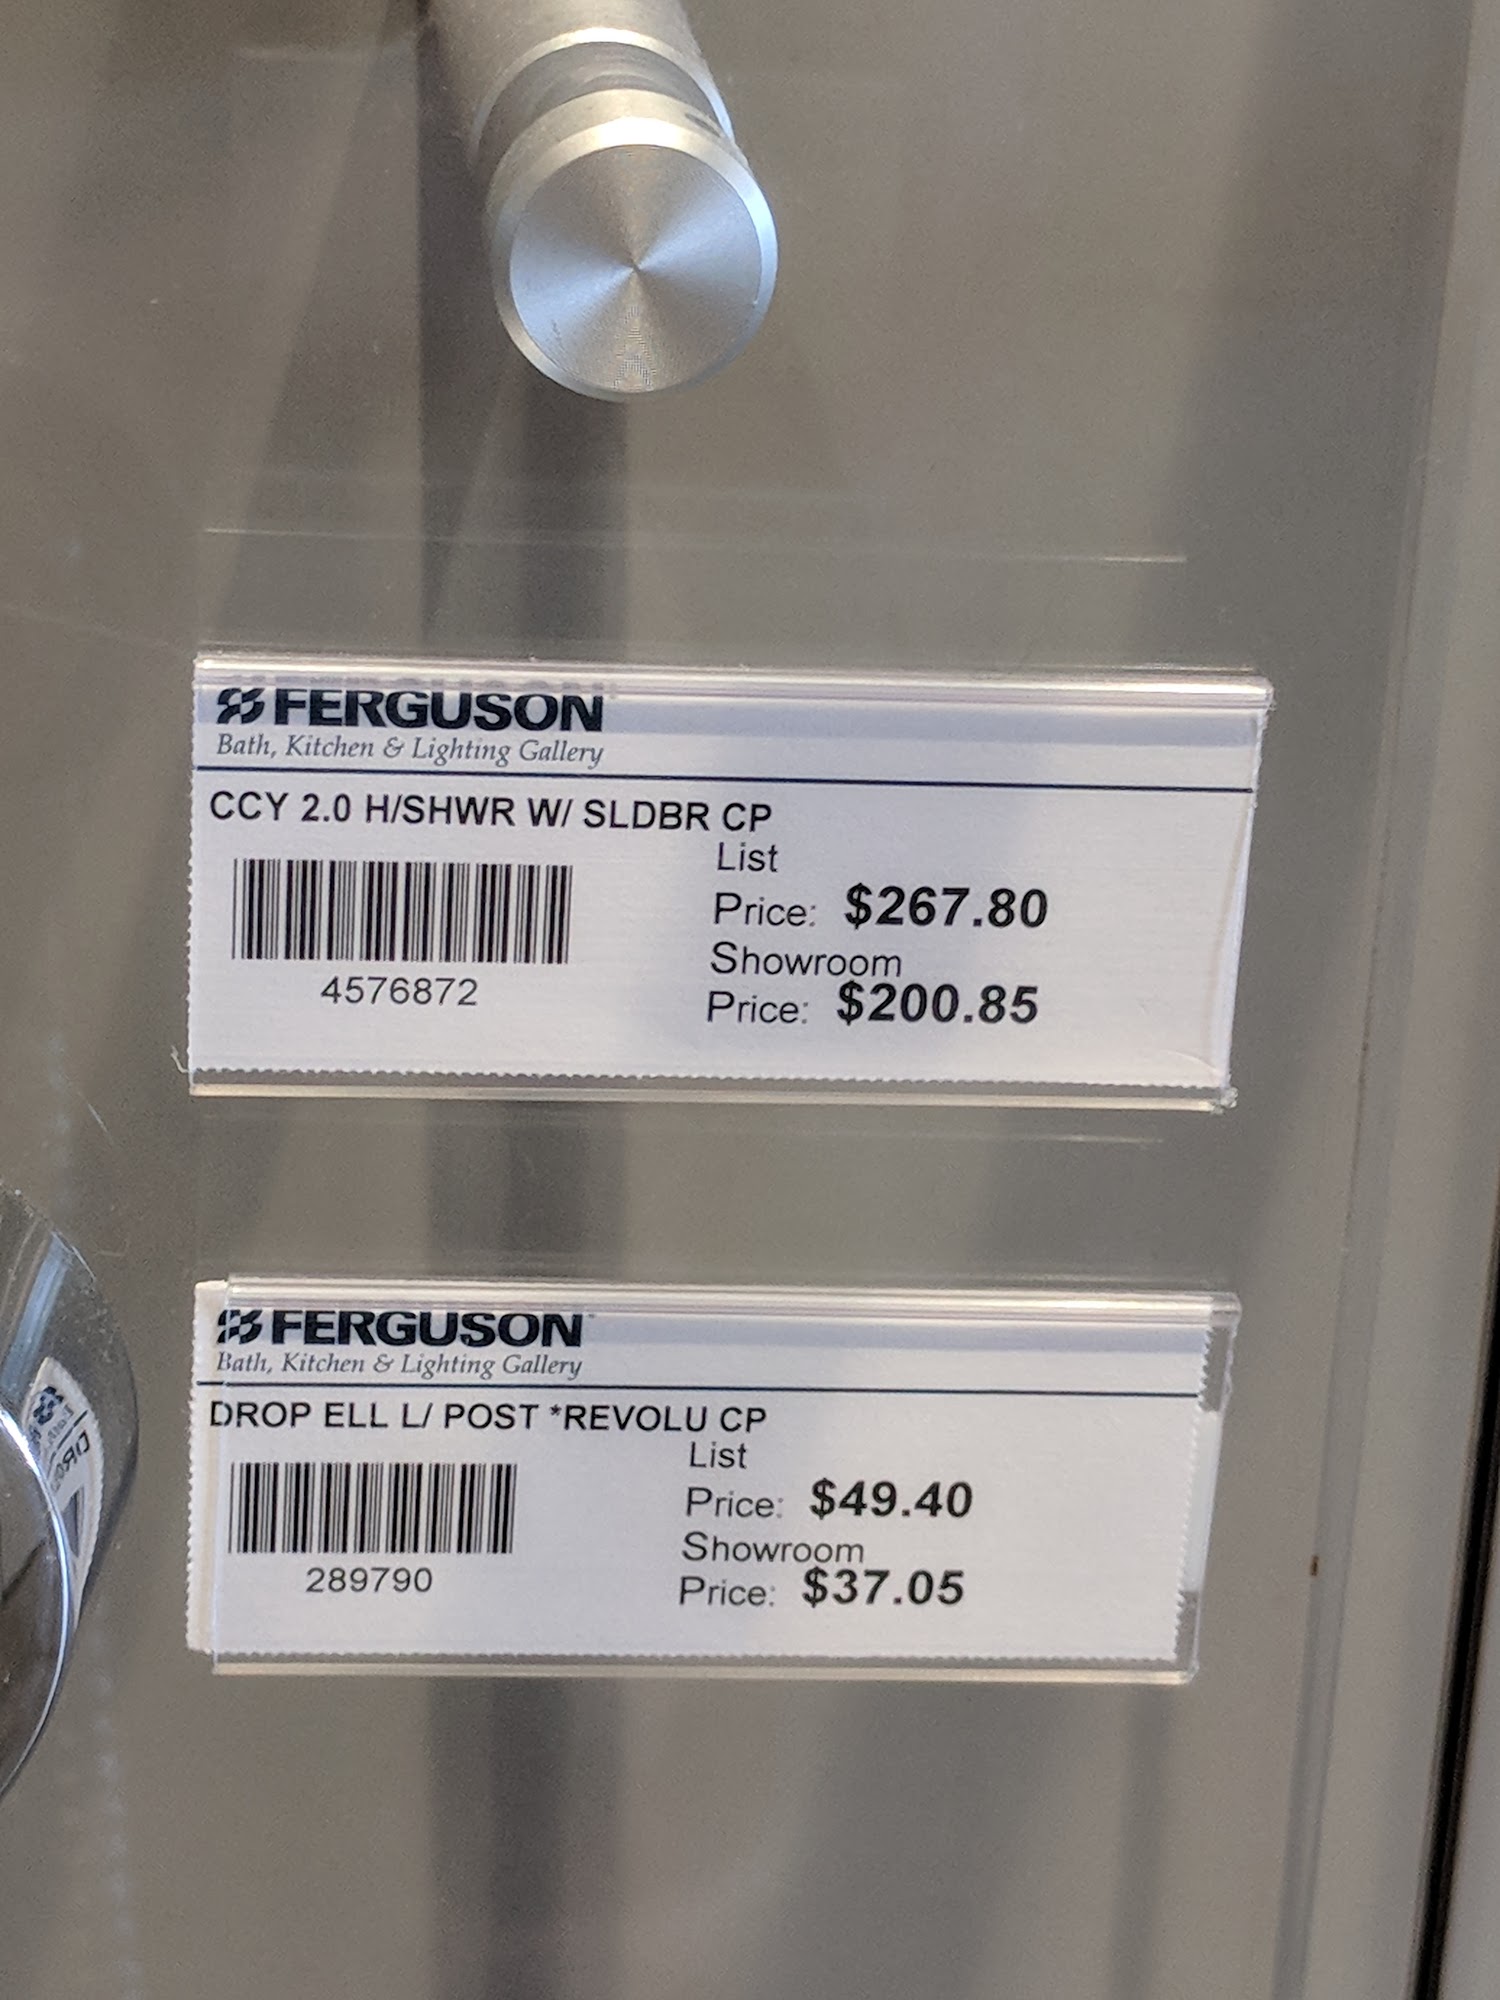 FERGUSON
Bath, Kitchen & Lighting Gallery
CCY 2.0 H/SHWR W/ SLDBR CP
List
Price: $267.80
Showroom
Price: $200.85
4576872
FERGUSON
Bath, Kitchen & Lighting Gallery
DROP ELL L/ POST *REVOLU CP
List
Price: $49.40
Showroom
Price: $37.05
289790